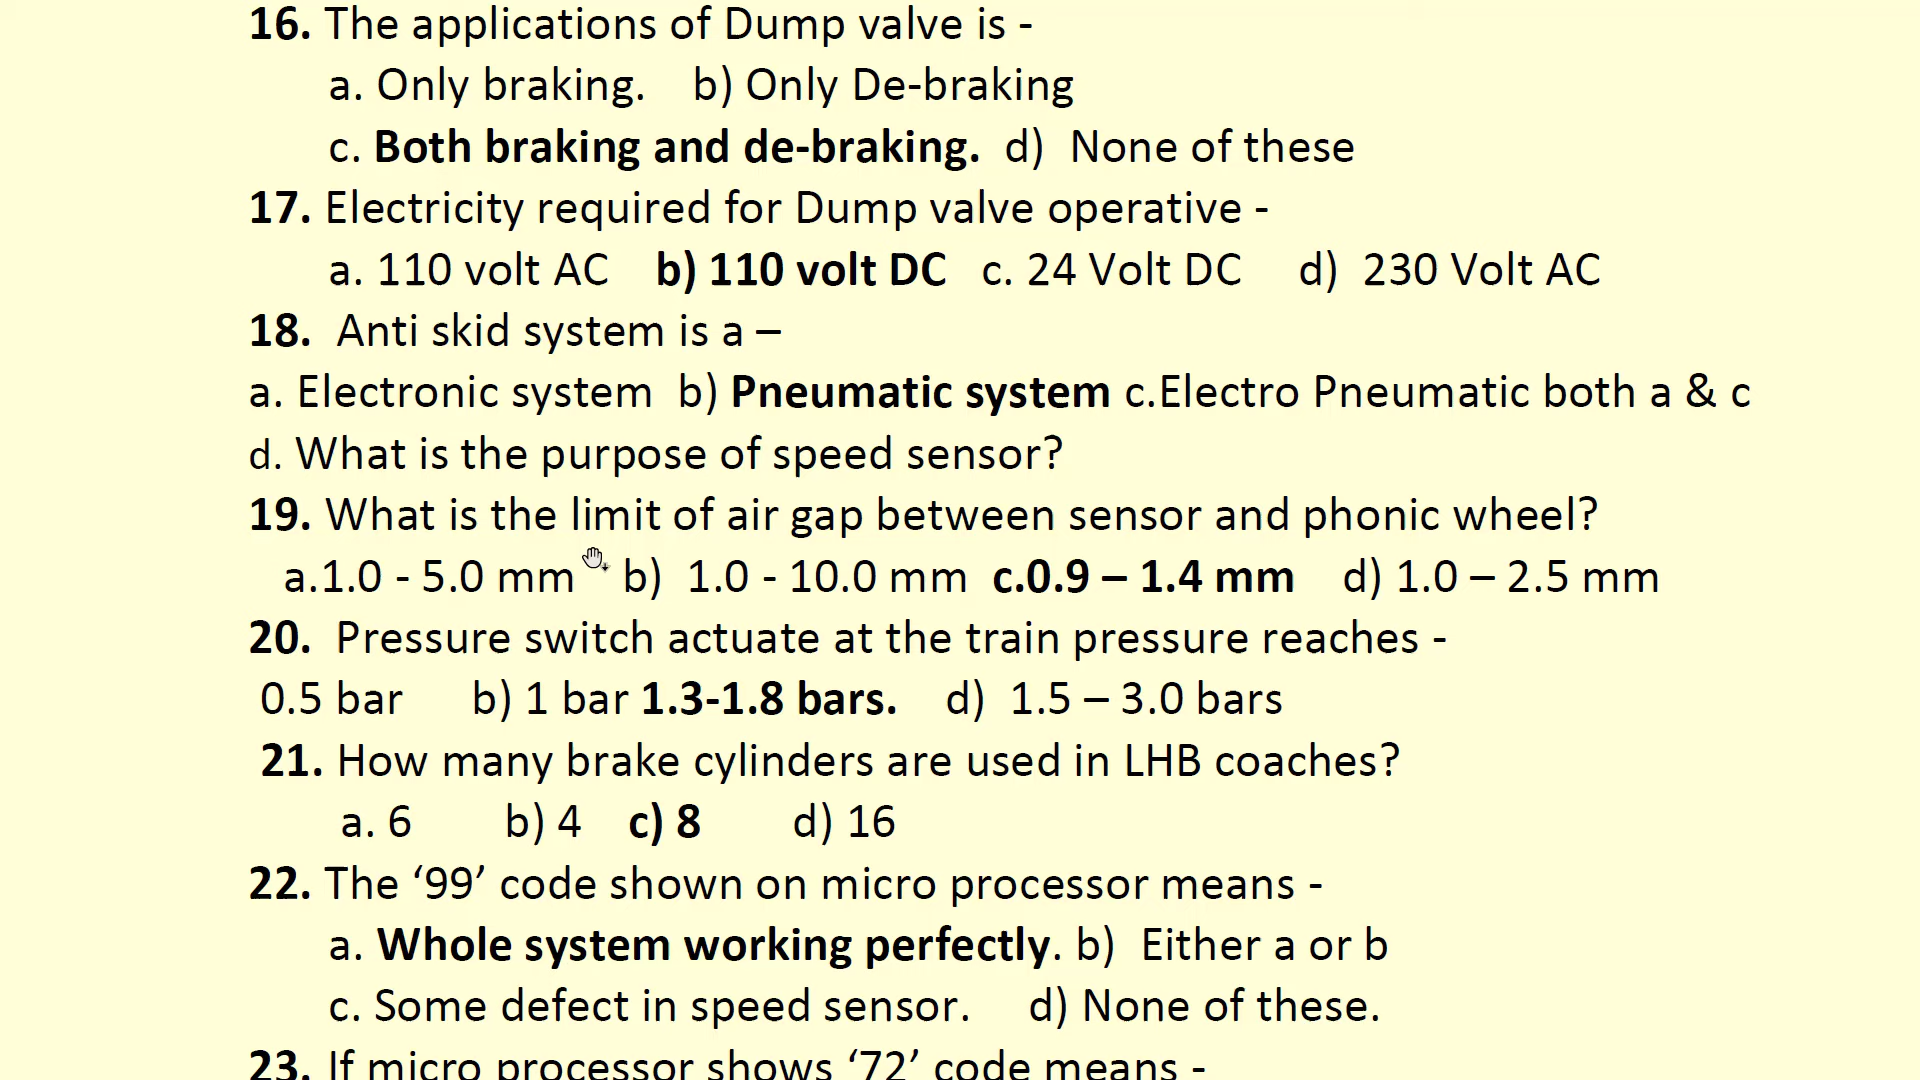 16. The applications of Dump valve is -
a. Only braking. b) Only De-braking
c. Both braking and de-braking. d) None of these
17. Electricity required for Dump valve operative -
a. 110 volt AC b) 110 volt DC c. 24 Volt DC d) 230 Volt AC
18. Anti skid system is a –
a. Electronic system b) Pneumatic system c.Electro Pneumatic both a & c
d. What is the purpose of speed sensor?
19. What is the limit of air gap between sensor and phonic wheel?
a.1.0 - 5.0 mm b) 1.0 - 10.0 mm c.0.9 – 1.4 mm d) 1.0 – 2.5 mm
20. Pressure switch actuate at the train pressure reaches -
0.5 bar b) 1 bar 1.3-1.8 bars. d) 1.5 – 3.0 bars
21. How many brake cylinders are used in LHB coaches?
a. 6 b) 4 c) 8 d) 16
22. The ‘99’ code shown on micro processor means -
a. Whole system working perfectly. b) Either a or b
c. Some defect in speed sensor. d) None of these.
23. If micro processor shows ‘72’ code means -